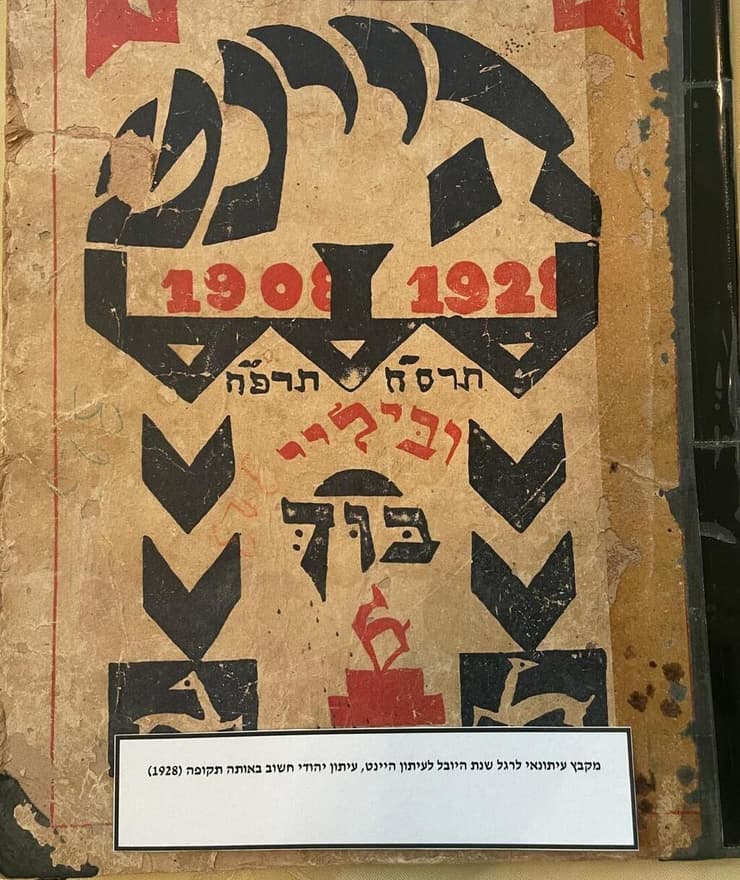 היינט
1908 1928
תרס״ח תרפ״ח
וביליי
בוך
מקבץ עיתונאי לרגל שנת היובל לעיתון היינט, עיתון יהודי חשוב באותה תקופה (1928)